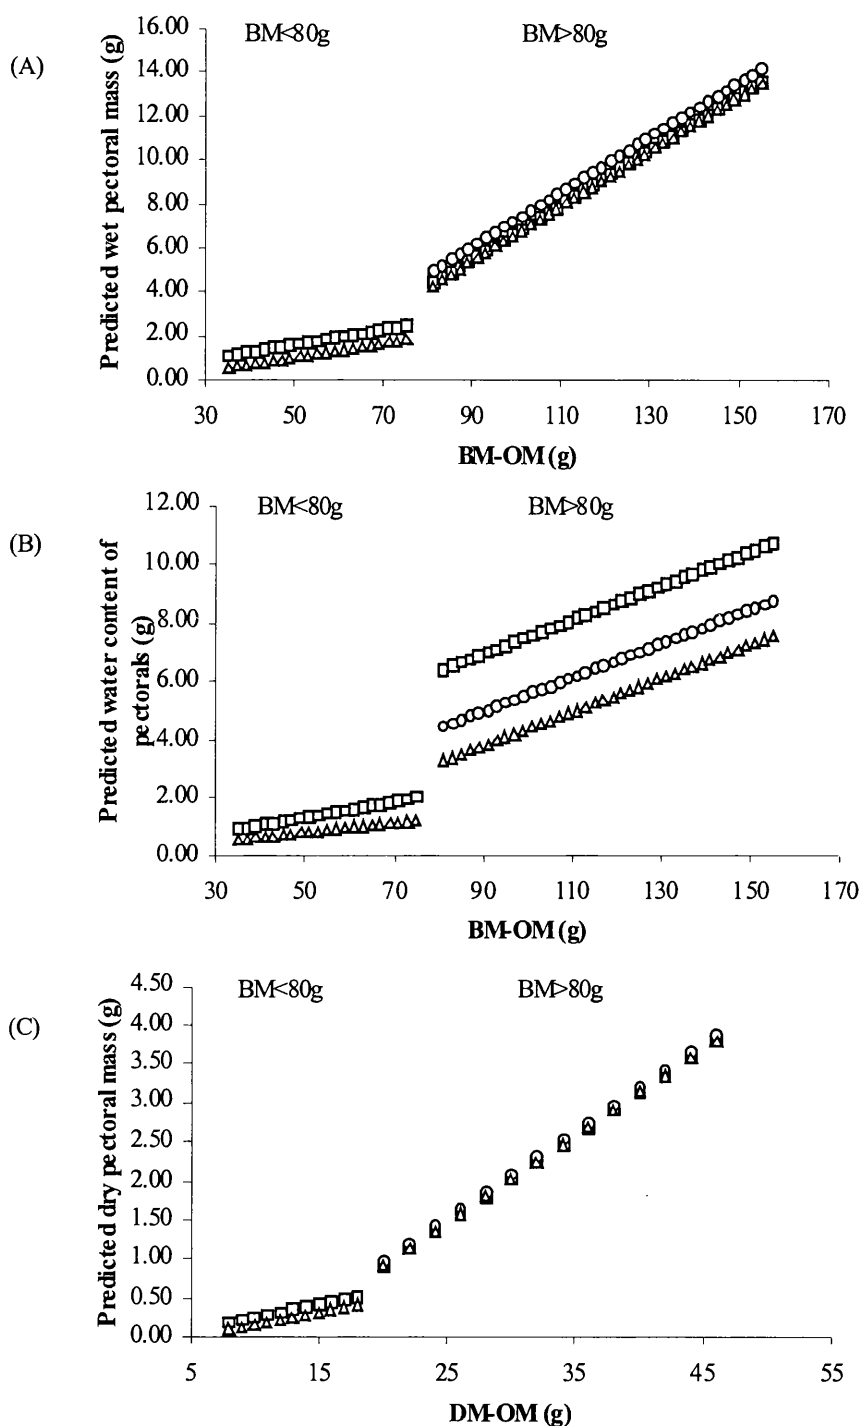 (A)
BM<80g
BM>80g
Predicted wet pectoral mass (g)
16.00
14.00
12.00
10.00
8.00
6.00
4.00
2.00
0.00
30 50 70 90 110 130 150 170
BM-OM (g)
(B)
BM<80g
BM>80g
Predicted water content of
pectorals (g)
12.00
10.00
8.00
6.00
4.00
2.00
0.00
30 50 70 90 110 130 150 170
BM-OM (g)
(C)
BM<80g
BM>80g
Predicted dry pectoral mass (g)
4.50
4.00
3.50
3.00
2.50
2.00
1.50
1.00
0.50
0.00
5 15 25 35 45 55
DM-OM (g)